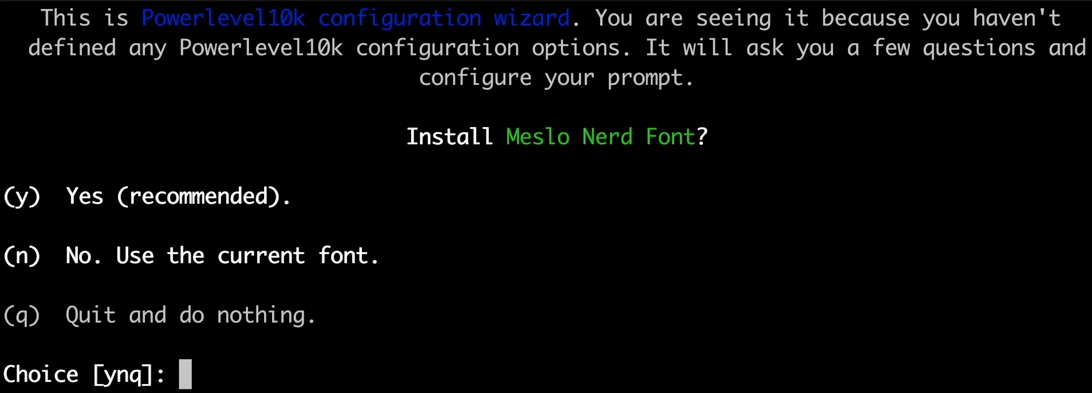 This is Powerlevel10k configuration wizard. You are seeing it because you haven't
defined any Powerlevel10k configuration options. It will ask you a few questions and
configure your prompt.
Install Meslo Nerd Font?
(y)  Yes (recommended).
(n)  No. Use the current font.
(q)  Quit and do nothing.
Choice [ynq]: